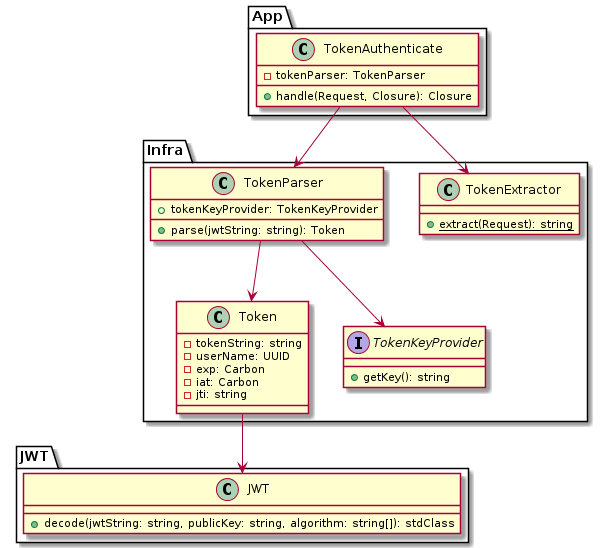 App
C TokenAuthenticate
tokenParser: TokenParser
handle(Request, Closure): Closure
Infra
C TokenParser
tokenKeyProvider: TokenKeyProvider
parse(jwtString: string): Token
C TokenExtractor
extract(Request): string
C Token
tokenString: string
userName: UUID
exp: Carbon
iat: Carbon
jti: string
I TokenKeyProvider
getKey(): string
JWT
C JWT
decode(jwtString: string, publicKey: string, algorithm: string[]): stdClass